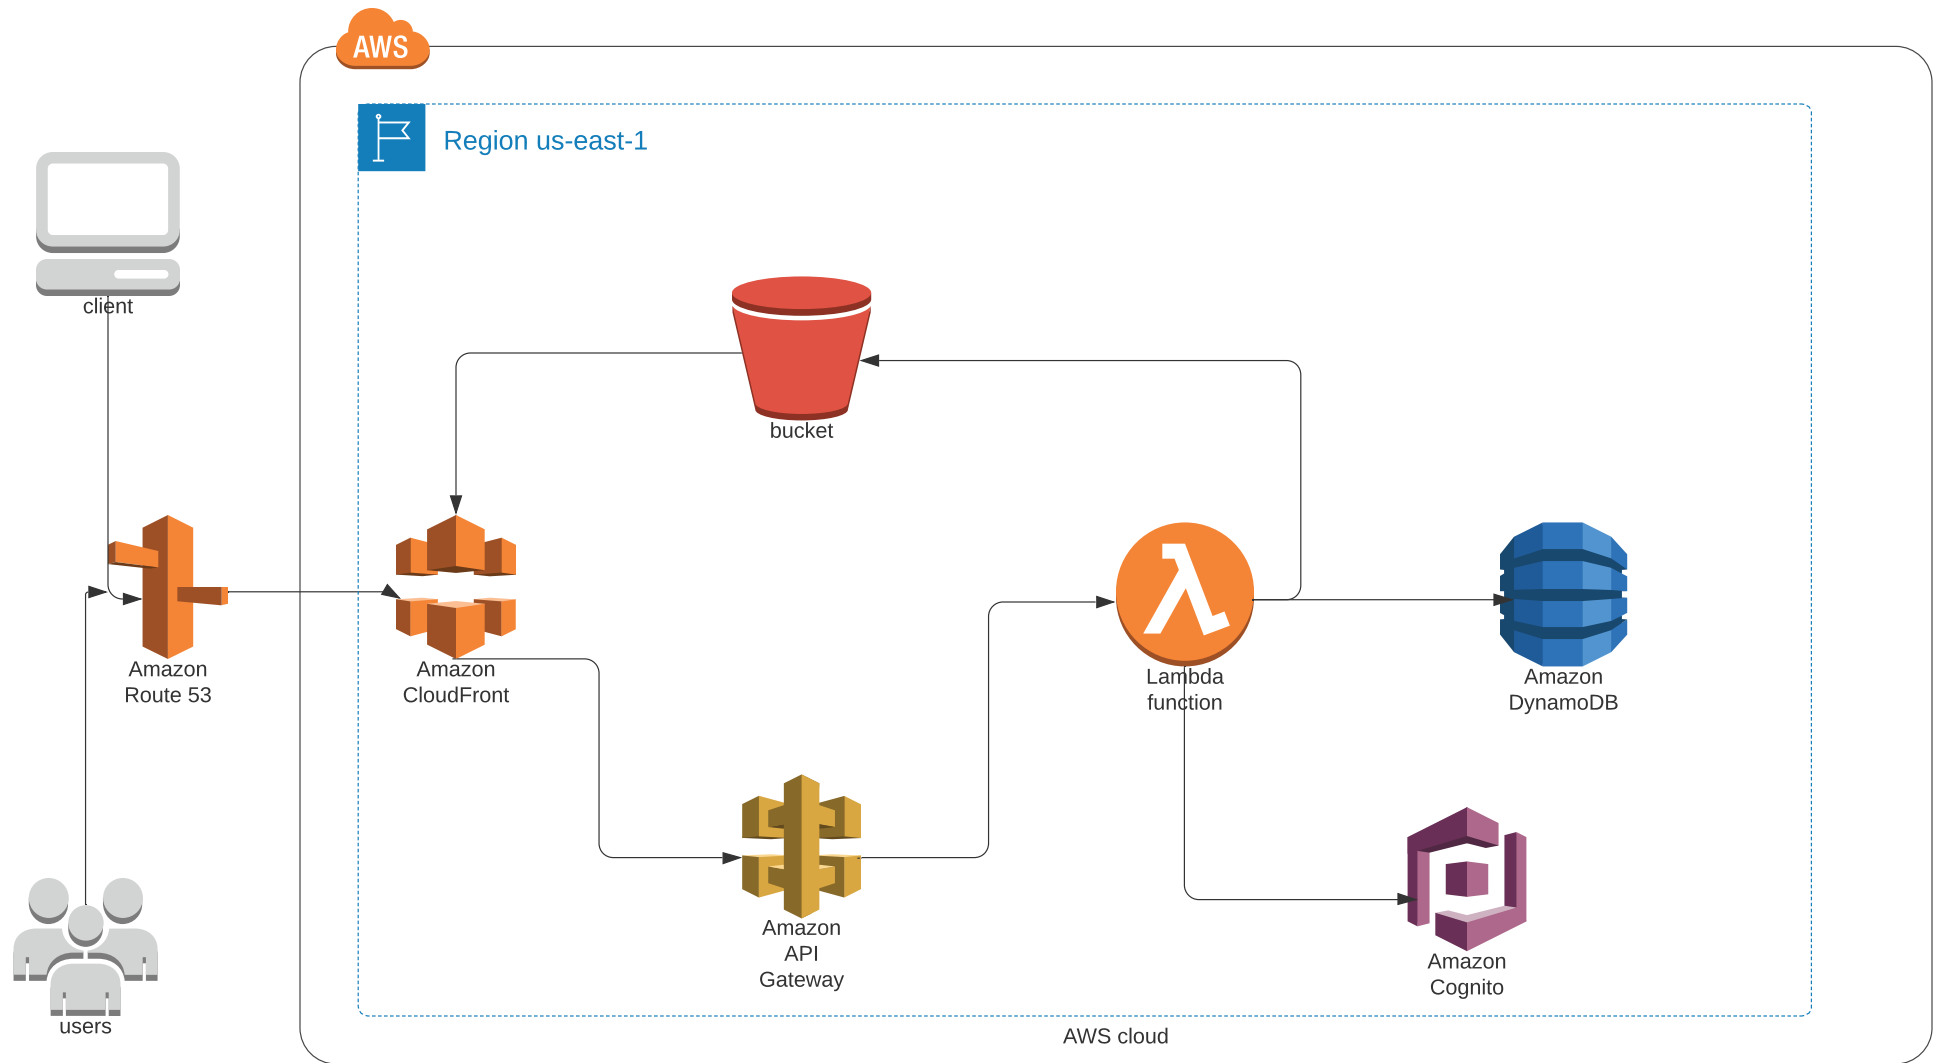 AWS
Region us-east-1
client
bucket
Amazon
Route 53
Amazon
CloudFront
Lambda
function
Amazon
DynamoDB
Amazon
API
Gateway
Amazon
Cognito
users
AWS cloud